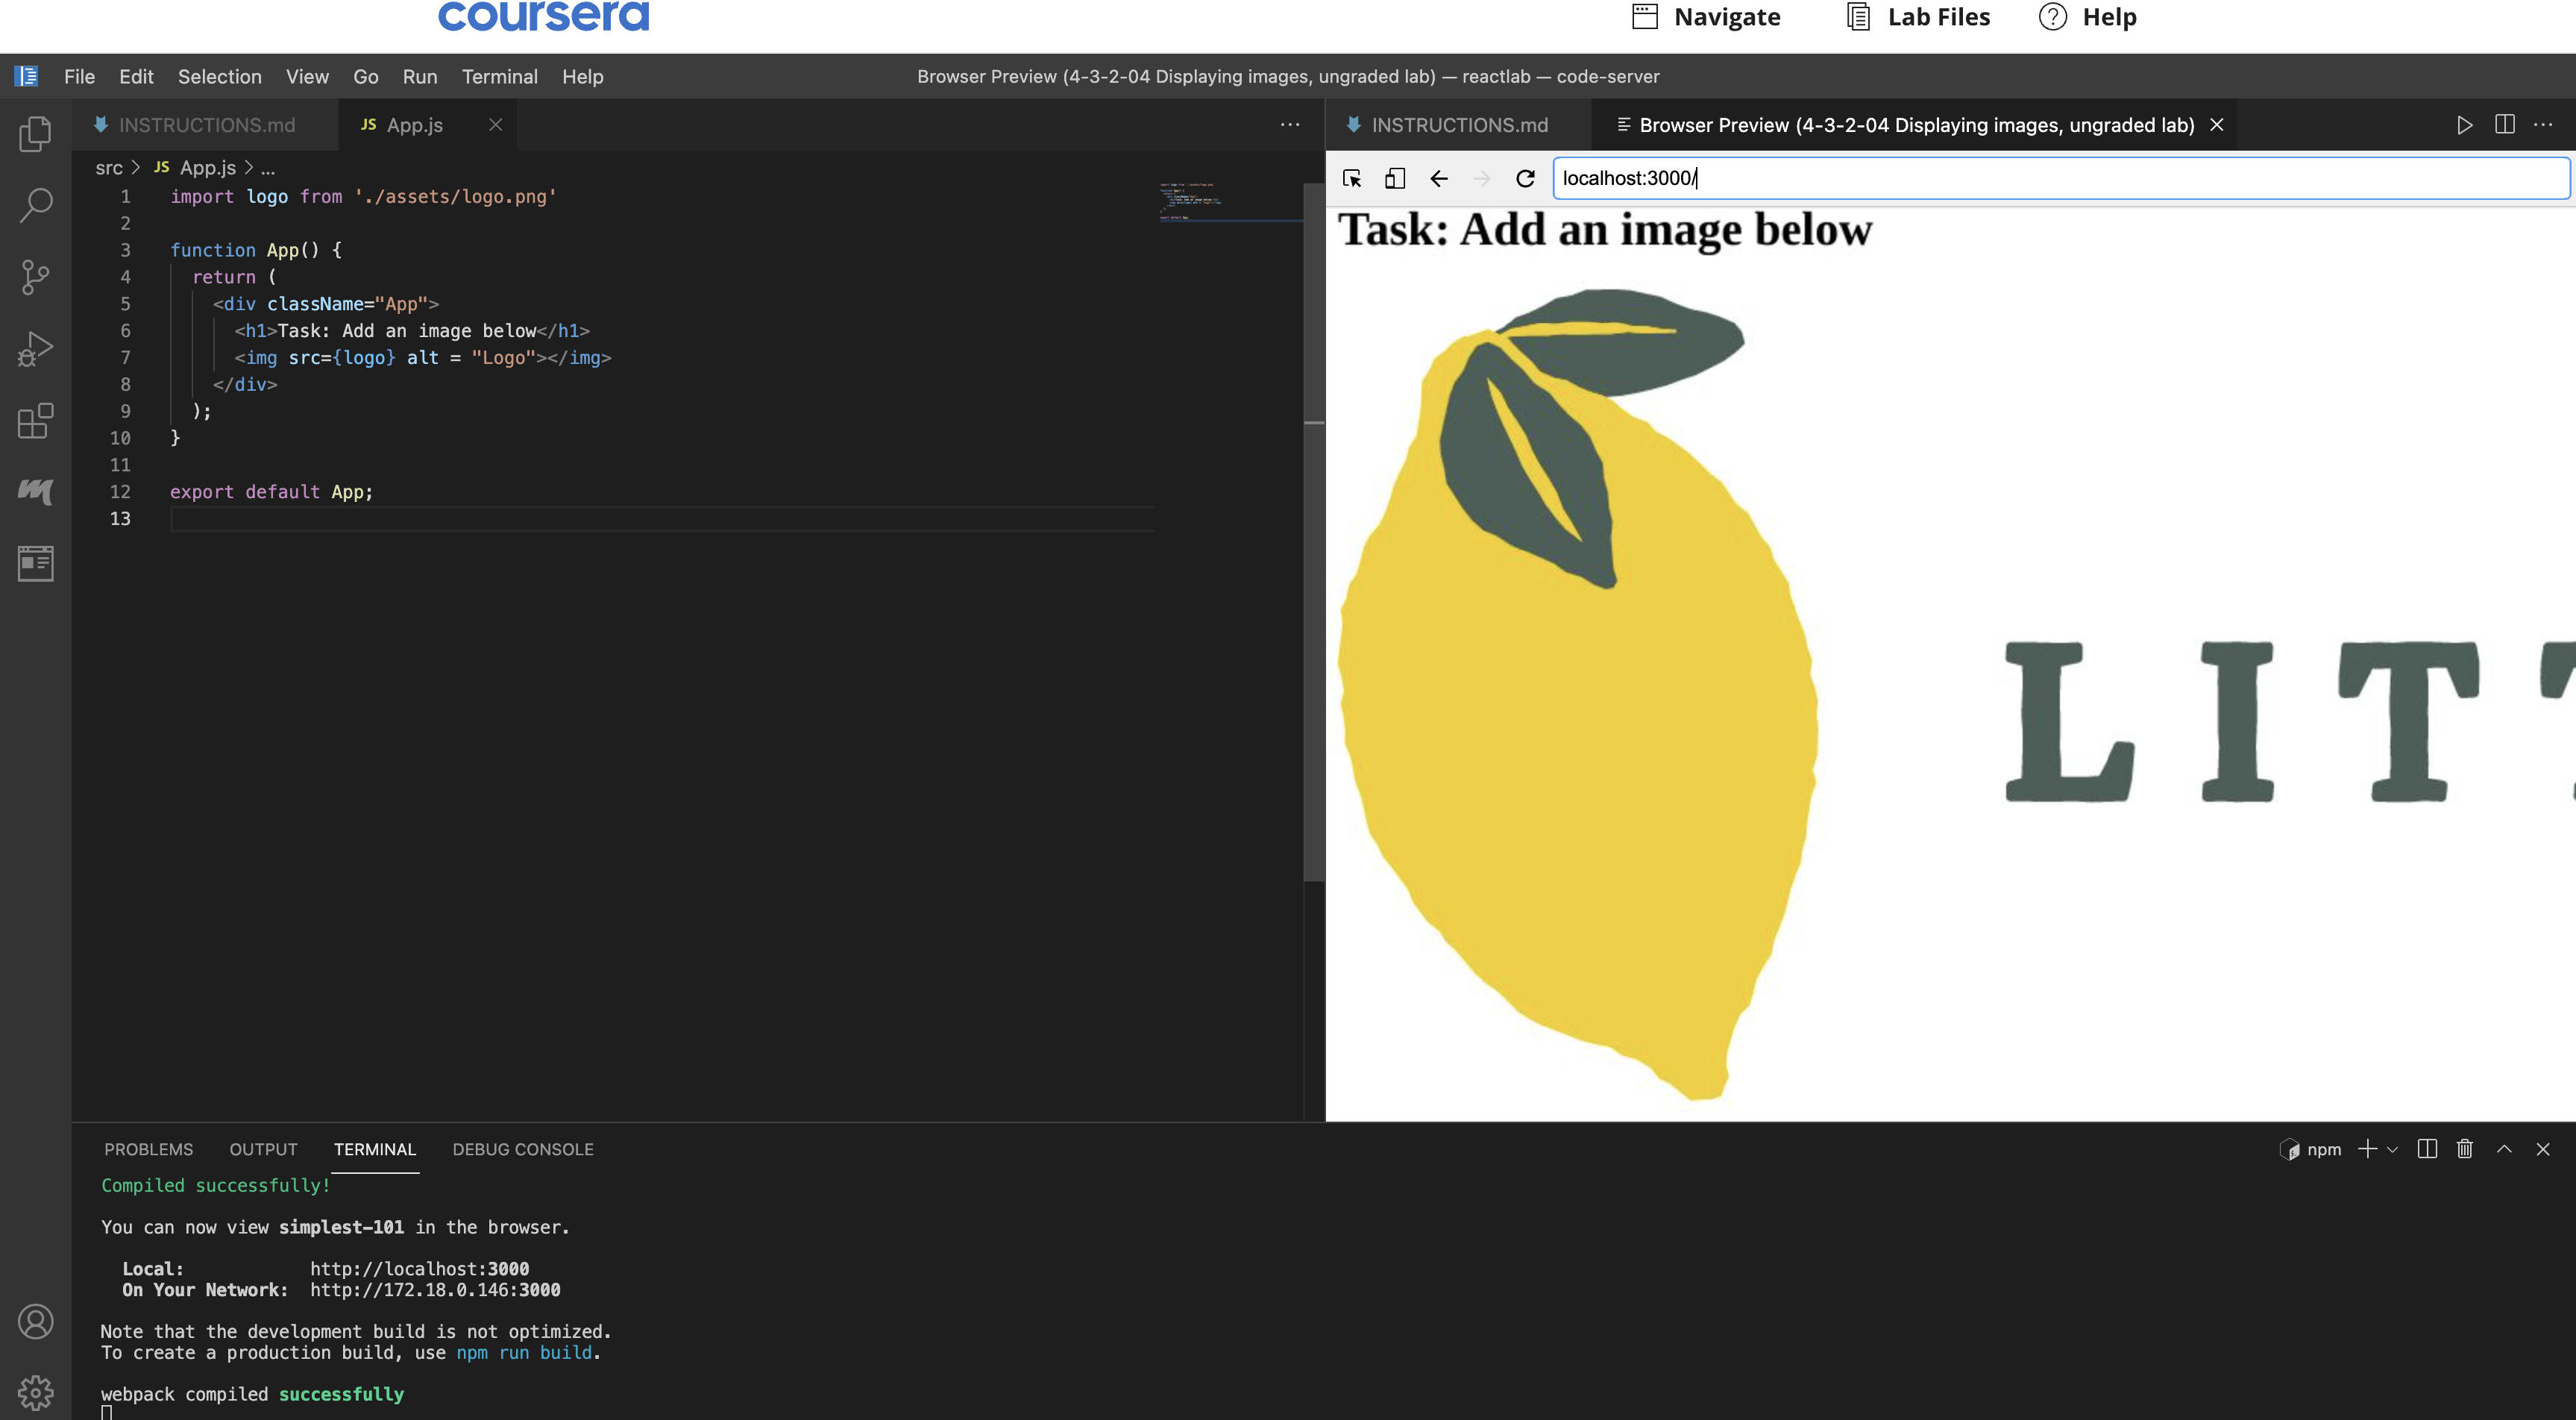 coursera
Navigate
Lab Files
Help
File Edit Selection View Go Run Terminal Help
Browser Preview (4-3-2-04 Displaying images, ungraded lab) — reactlab — code-server
INSTRUCTIONS.md
JS App.js
src > JS App.js > ...
1 import logo from './assets/logo.png'
2
3 function App() {
4 return (
5 <div className="App">
6 <h1>Task: Add an image below</h1>
7 <img src={logo} alt = "Logo"></img>
8 </div>
9 );
10 }
11
12 export default App;
13
INSTRUCTIONS.md
Browser Preview (4-3-2-04 Displaying images, ungraded lab)
localhost:3000/
Task: Add an image below
LIT
PROBLEMS OUTPUT TERMINAL DEBUG CONSOLE
npm
Compiled successfully!
You can now view simplest-101 in the browser.
Local: http://localhost:3000
On Your Network: http://172.18.0.146:3000
Note that the development build is not optimized.
To create a production build, use npm run build.
webpack compiled successfully